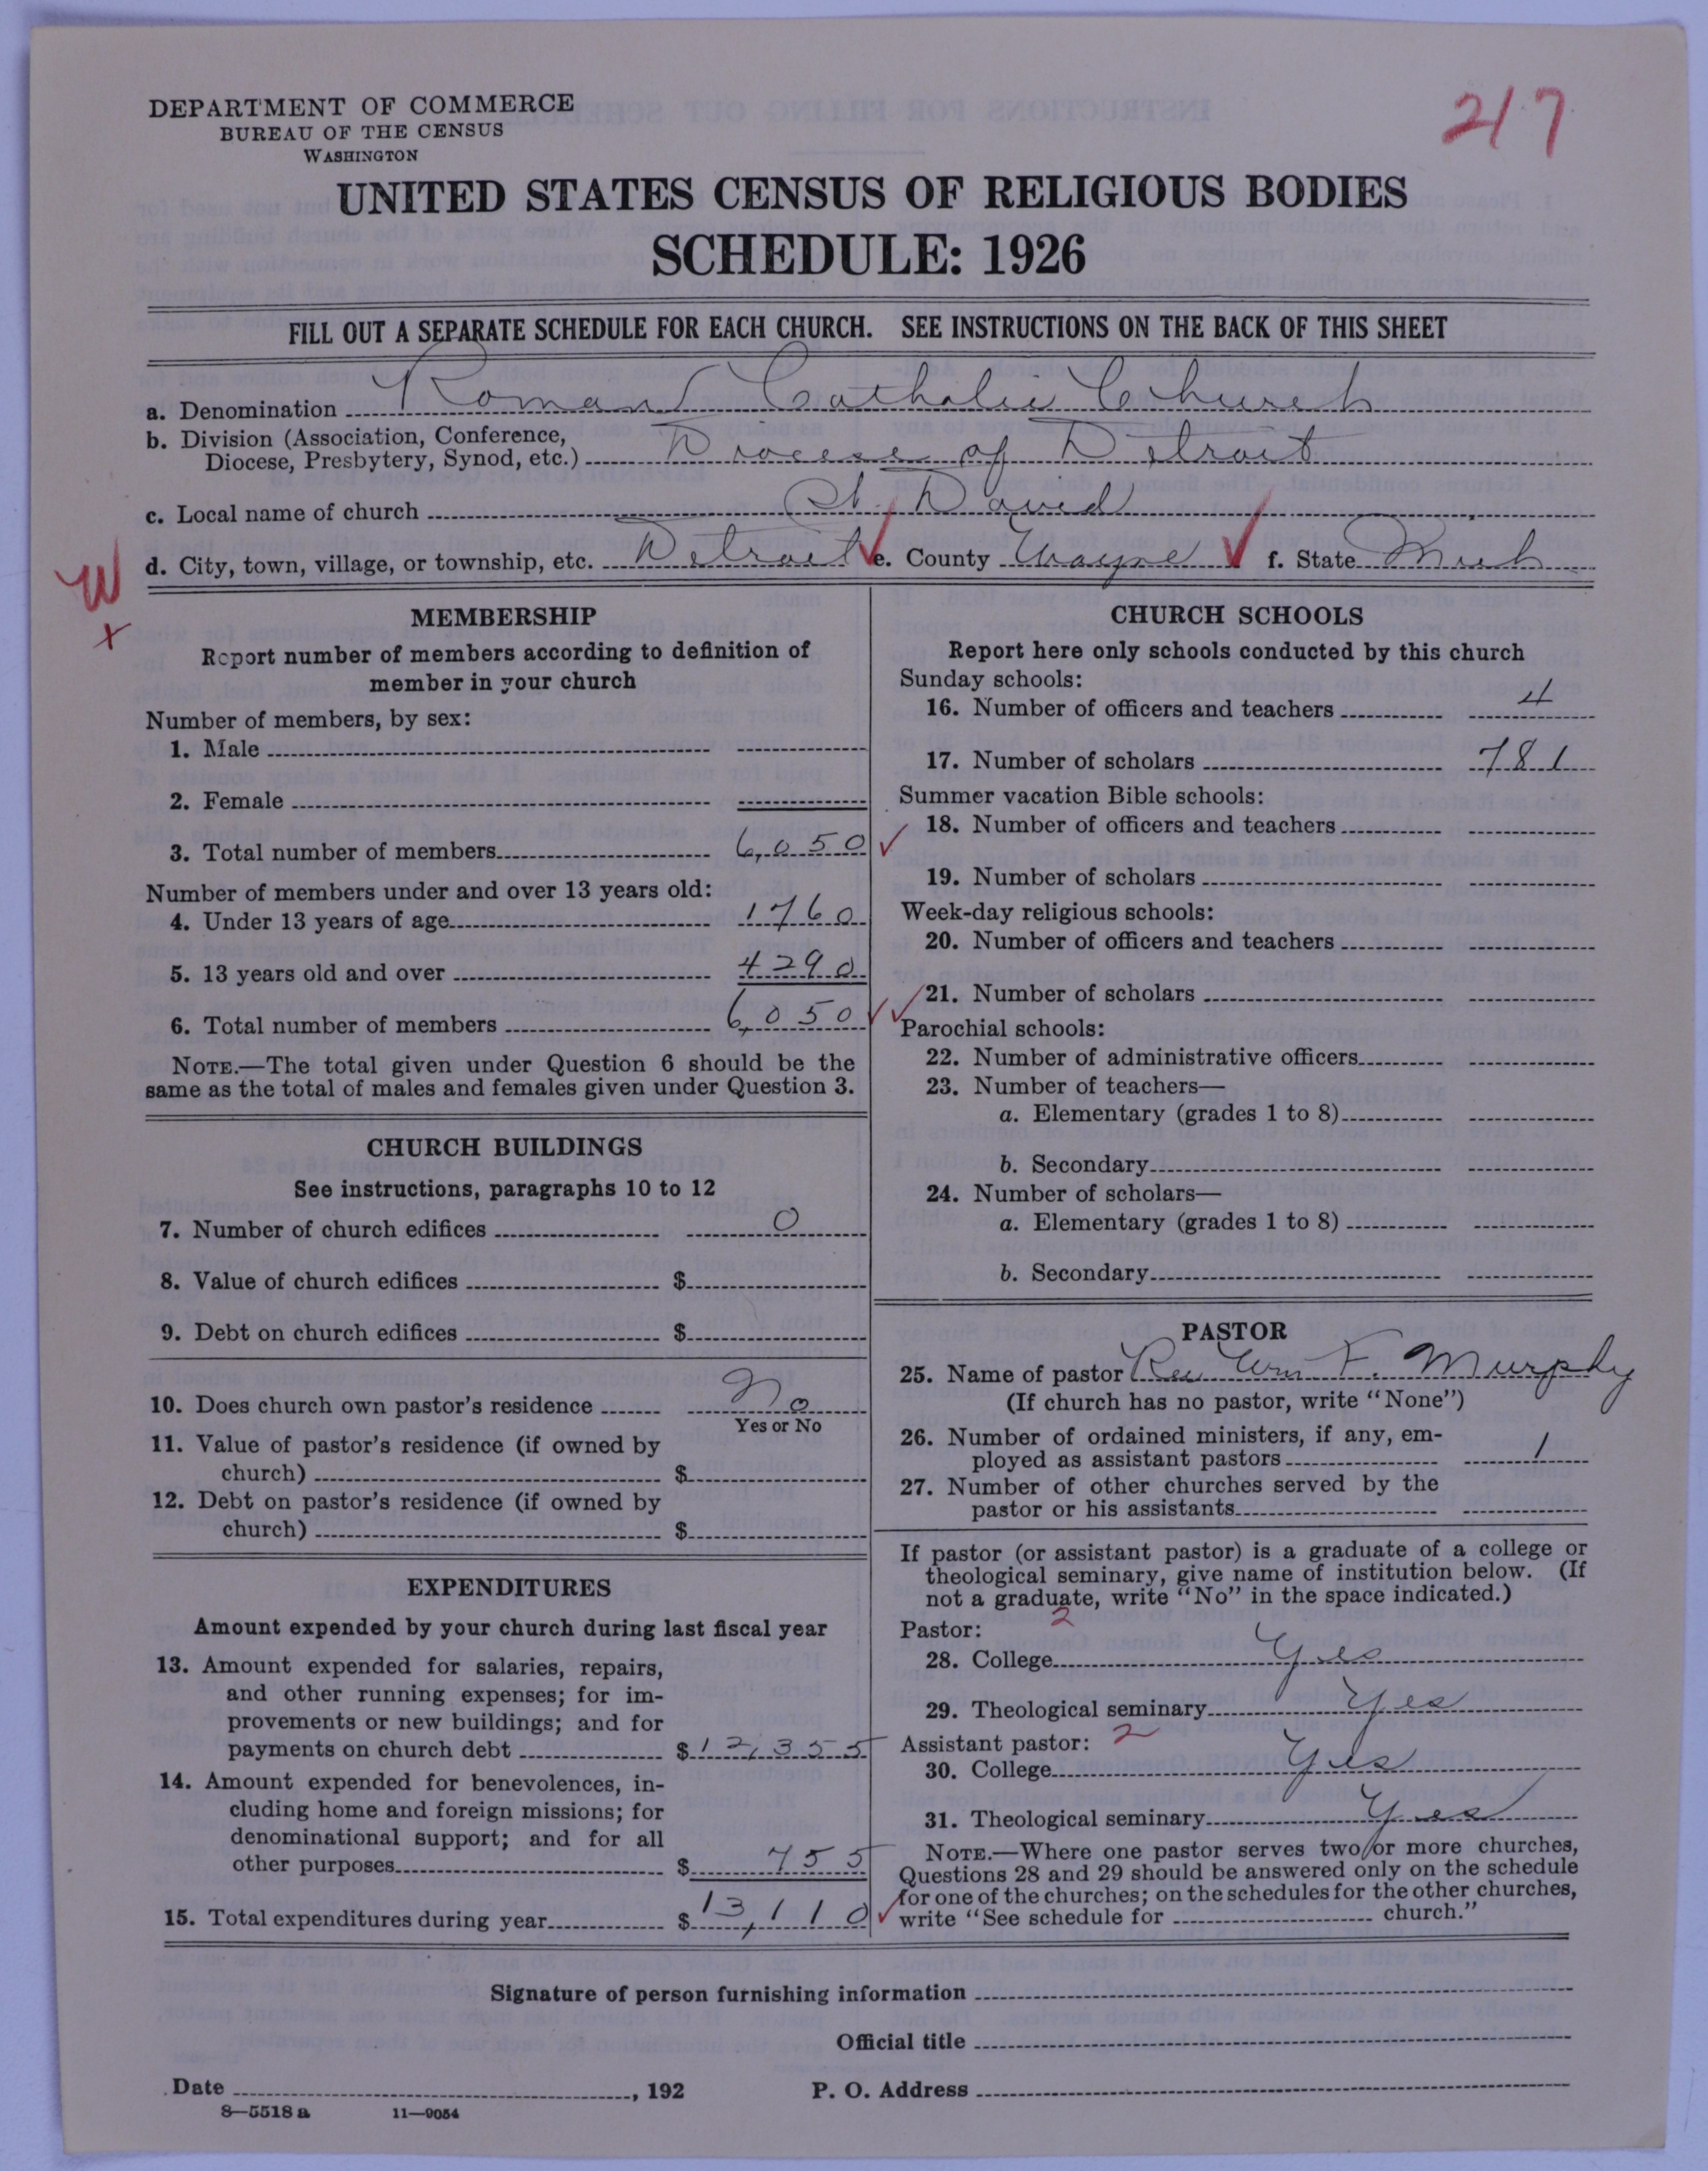 217
DEPARTMENT OF COMMERCE
BUREAU OF THE CENSUS
WASHINGTON
UNITED STATES CENSUS OF RELIGIOUS BODIES
SCHEDULE: 1926
FILL OUT A SEPARATE SCHEDULE FOR EACH CHURCH. SEE INSTRUCTIONS ON THE BACK OF THIS SHEET
a. Denomination Roman Catholic Church
b. Division (Association, Conference,
Diocese, Presbytery, Synod, etc.) Diocese of Detroit
c. Local name of church St. David
d. City, town, village, or township, etc. Detroit e. County Wayne f. State Mich
W
x
MEMBERSHIP
Report number of members according to definition of
member in your church
Number of members, by sex:
1. Male
2. Female
3. Total number of members 6,050
Number of members under and over 13 years old:
4. Under 13 years of age 1760
5. 13 years old and over 4290
6. Total number of members 6,050
NOTE.—The total given under Question 6 should be the
same as the total of males and females given under Question 3.
CHURCH BUILDINGS
See instructions, paragraphs 10 to 12
7. Number of church edifices 0
8. Value of church edifices $
9. Debt on church edifices $
10. Does church own pastor's residence No
Yes or No
11. Value of pastor's residence (if owned by
church) $
12. Debt on pastor's residence (if owned by
church) $
EXPENDITURES
Amount expended by your church during last fiscal year
13. Amount expended for salaries, repairs,
and other running expenses; for im-
provements or new buildings; and for
payments on church debt $12,355
14. Amount expended for benevolences, in-
cluding home and foreign missions; for
denominational support; and for all
other purposes $755
15. Total expenditures during year $13,110
CHURCH SCHOOLS
Report here only schools conducted by this church
Sunday schools:
16. Number of officers and teachers 4
17. Number of scholars 781
Summer vacation Bible schools:
18. Number of officers and teachers
19. Number of scholars
Week-day religious schools:
20. Number of officers and teachers
21. Number of scholars
Parochial schools:
22. Number of administrative officers
23. Number of teachers—
a. Elementary (grades 1 to 8)
b. Secondary
24. Number of scholars—
a. Elementary (grades 1 to 8)
b. Secondary
PASTOR
25. Name of pastor Rev Wm F. Murphy
(If church has no pastor, write "None")
26. Number of ordained ministers, if any, em-
ployed as assistant pastors 1
27. Number of other churches served by the
pastor or his assistants
If pastor (or assistant pastor) is a graduate of a college or
theological seminary, give name of institution below. (If
not a graduate, write "No" in the space indicated.)
Pastor: 2
28. College Yes
29. Theological seminary Yes
Assistant pastor: 2
30. College Yes
31. Theological seminary Yes
NOTE.—Where one pastor serves two or more churches,
Questions 28 and 29 should be answered only on the schedule
for one of the churches; on the schedules for the other churches,
write "See schedule for church."
Signature of person furnishing information
Official title
Date , 192 P. O. Address
8—5518 a 11—9054